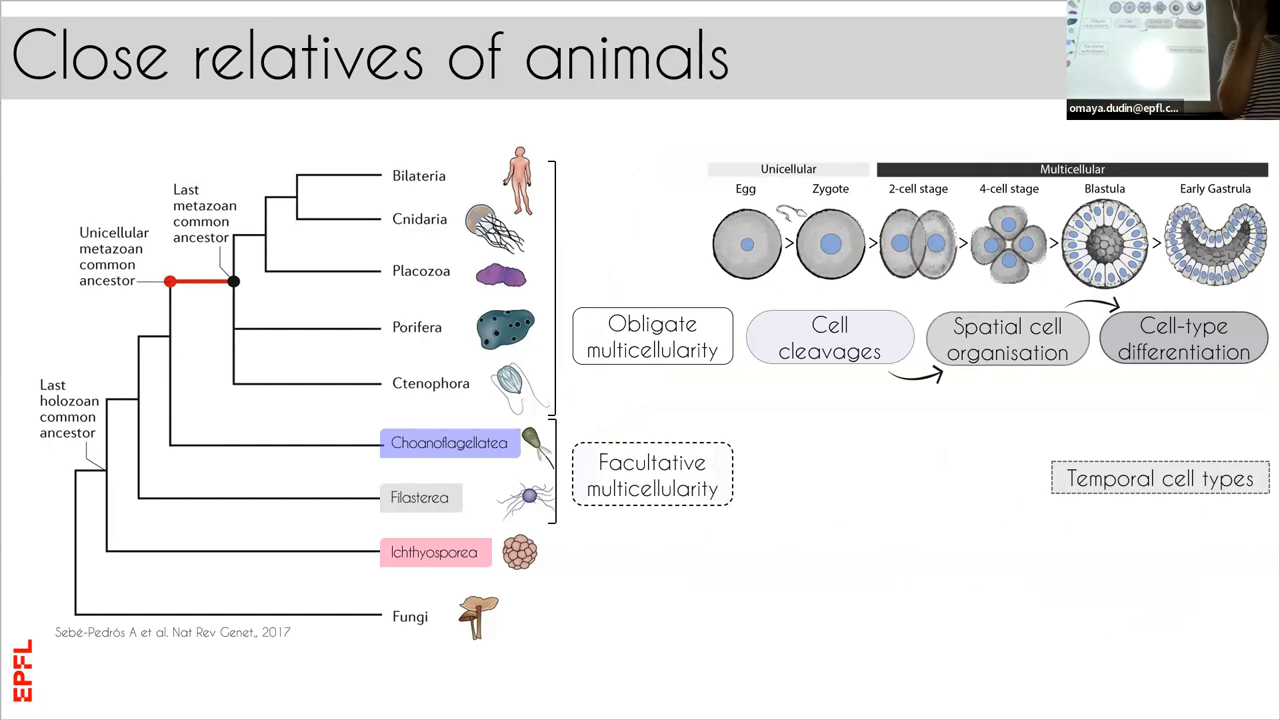 Close relatives of animals
omaya.dudin@epfl.c...
Last
metazoan
common
ancestor
Unicellular
metazoan
common
ancestor
Last
holozoan
common
ancestor
Bilateria
Cnidaria
Placozoa
Porifera
Ctenophora
Choanoflagellatea
Filasterea
Ichthyosporea
Fungi
Sebé-Pedrós A et al. Nat Rev Genet., 2017
EPFL
Unicellular
Multicellular
Egg
Zygote
2-cell stage
4-cell stage
Blastula
Early Gastrula
> > > > >
Obligate
multicellularity
Cell
cleavages
Spatial cell
organisation
Cell-type
differentiation
Facultative
multicellularity
Temporal cell types